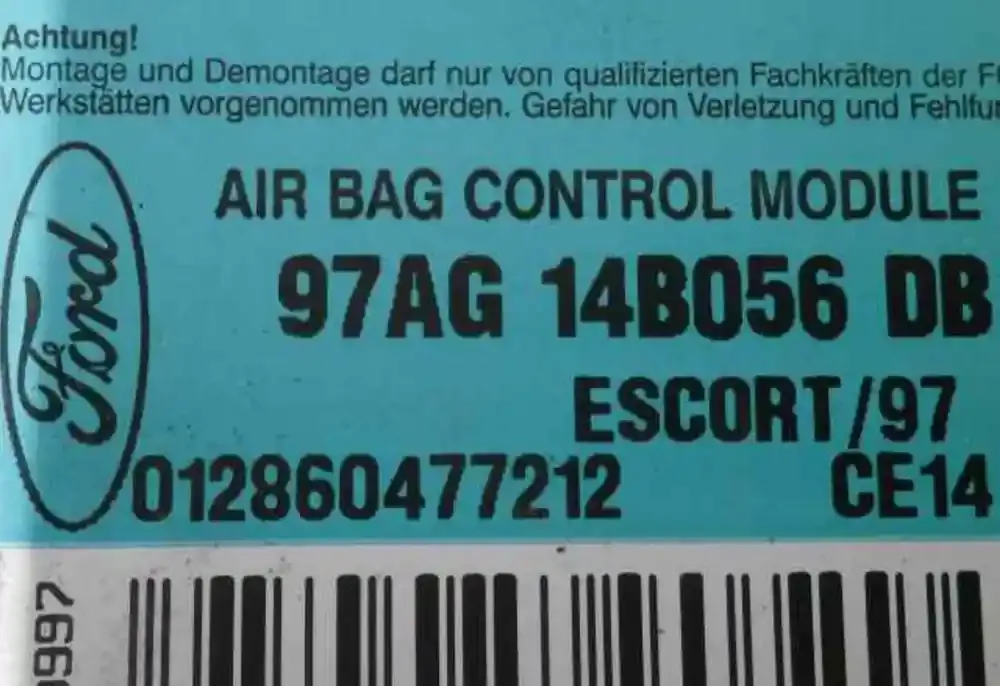 Achtung!
Montage und Demontage darf nur von qualifizierten Fachkräften der
Werkstätten vorgenommen werden. Gefahr von Verletzung und
AIR BAG CONTROL MODULE
Ford
97AG 14B056 DB
ESCORT/97
012860477212
CE14